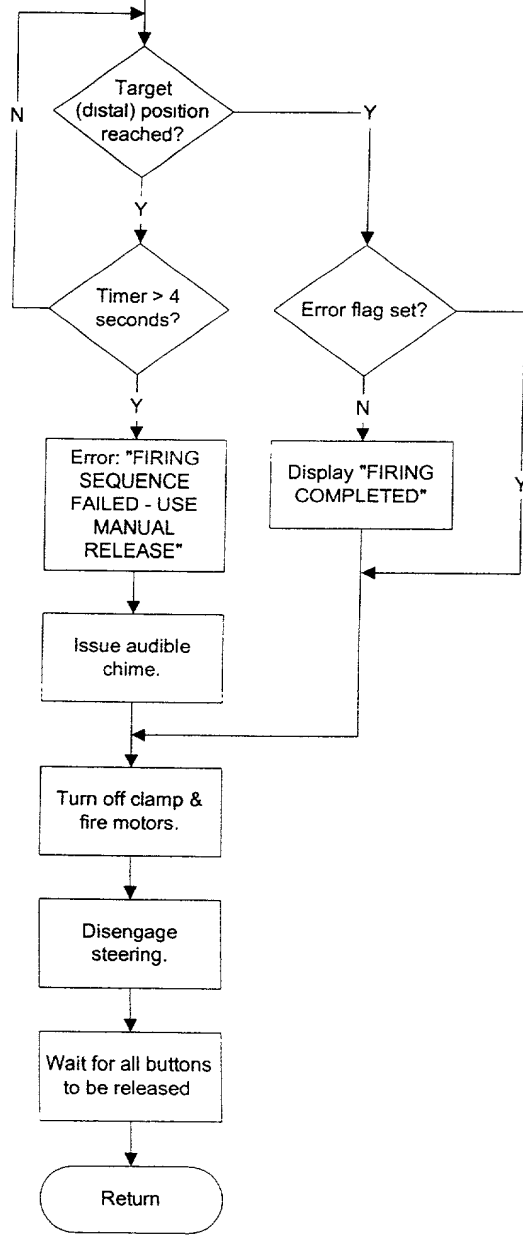 Target
(distal) position
reached?
N
Y
Y
Timer > 4
seconds?
Error flag set?
Y
N
Error: "FIRING
SEQUENCE
FAILED - USE
MANUAL
RELEASE"
Display "FIRING
COMPLETED"
Y
Issue audible
chime.
Turn off clamp &
fire motors.
Disengage
steering.
Wait for all buttons
to be released
Return